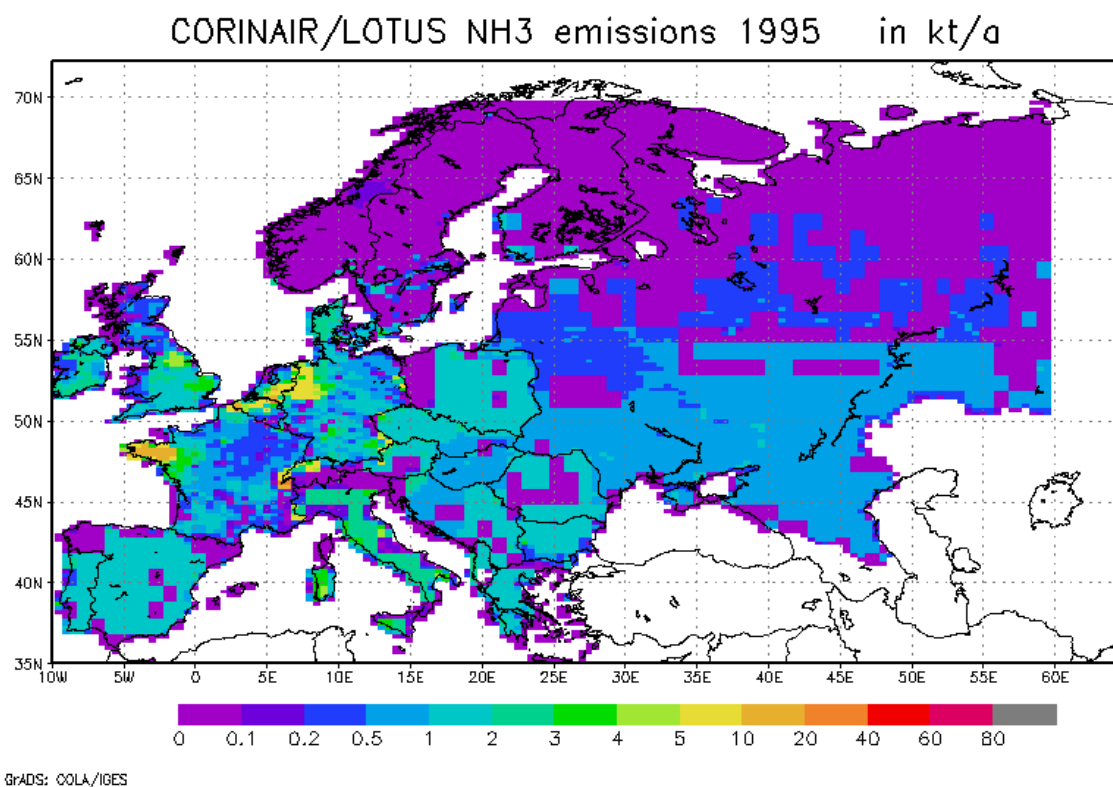 CORINAIR/LOTUS NH3 emissions 1995 in kt/a
70N
65N
60N
55N
50N
45N
40N
35N
10W 5W 0 5E 10E 15E 20E 25E 30E 35E 40E 45E 50E 55E 60E
0 0.1 0.2 0.5 1 2 3 4 5 10 20 40 60 80
GrADS: COLA/IGES